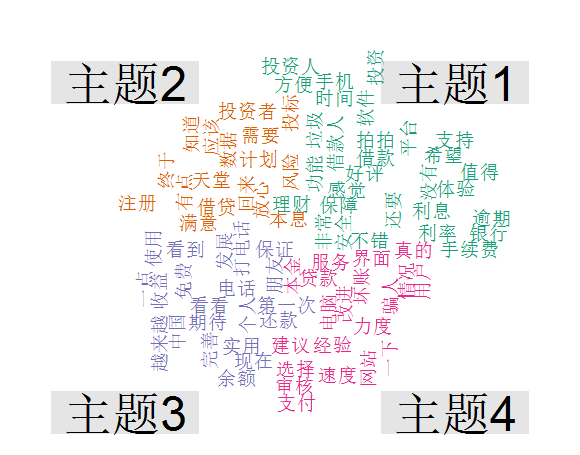 主题2
主题1
投资人
方便
手机
投资
时间
软件
投资者
投标
垃圾
借款人
知道
应该
数据
需要
拍拍
平台
支持
终于
计划
风险
功能
借款
希望
好评
没有
值得
有点
天堂
回来
放心
感觉
体验
注册
借贷
理财
保障
还要
利息
逾期
满意
本息
非常
安全
不错
利率
银行
手续费
使用
看到
发展
打电话
保证
朋友
本金
服务
界面
真的
一点
收益
免费
电话
贷款
坏账
骗人
情况
用户
越来越
中国
看看
期待
个人
第一次
还款
电脑
改进
力度
完善
实用
现在
建议
经验
网站
一下
余额
选择
速度
审核
支付
主题3
主题4